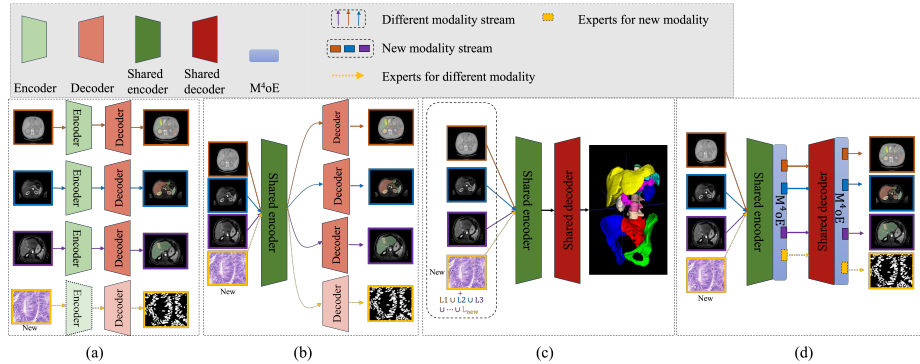 Encoder
Decoder
Shared
encoder
Shared
decoder
M⁴oE
Different modality stream
New modality stream
Experts for different modality
Experts for new modality
Encoder
Decoder
Encoder
Decoder
Encoder
Decoder
Encoder
Decoder
New
(a)
Shared encoder
Decoder
Decoder
Decoder
Decoder
New
(b)
Shared encoder
Shared decoder
New
+
L1 ∪ L2 ∪ L3
∪ ··· ∪ Lnew
(c)
Shared encoder
M⁴oE
Shared decoder
M⁴oE
New
(d)